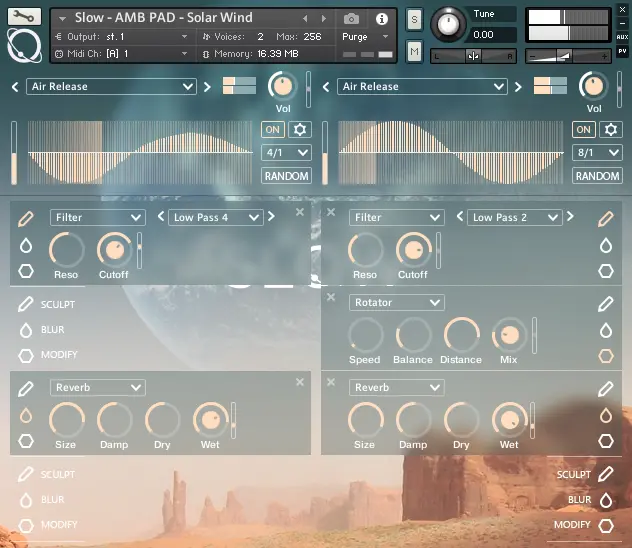 Slow - AMB PAD - Solar Wind
Output: st. 1 Voices: 2 Max: 256 Purge
Midi Ch: [A] 1 Memory: 16.39 MB
S
M
Tune
0.00
L R
AUX
PV
Air Release Vol Air Release Vol
ON ON
4/1 8/1
RANDOM RANDOM
Filter Low Pass 4 Filter Low Pass 2
Reso Cutoff Reso Cutoff
SCULPT Rotator
BLUR
MODIFY Speed Balance Distance Mix
Reverb Reverb
Size Damp Dry Wet Size Damp Dry Wet
SCULPT SCULPT
BLUR BLUR
MODIFY MODIFY